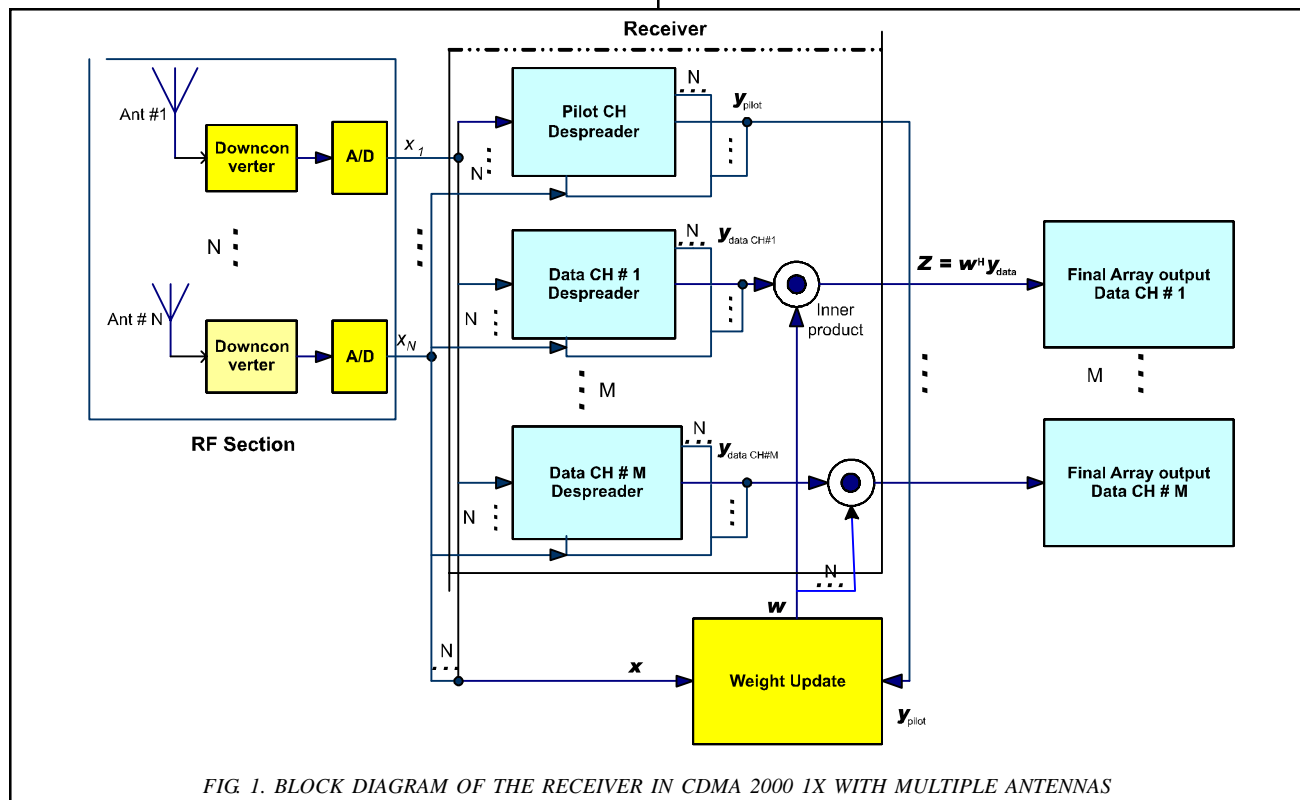 Receiver
Ant #1
Downcon
verter
A/D
x1
N
Pilot CH
Despreader
N
ypilot
N
Ant # N
Downcon
verter
A/D
xN
RF Section
N
Data CH # 1
Despreader
N
ydata CH#1
Inner
product
Z = wH ydata
Final Array output
Data CH # 1
M
M
N
Data CH # M
Despreader
N
ydata CH#M
Final Array output
Data CH # M
N
w
N
x
Weight Update
ypilot
FIG. 1. BLOCK DIAGRAM OF THE RECEIVER IN CDMA 2000 1X WITH MULTIPLE ANTENNAS